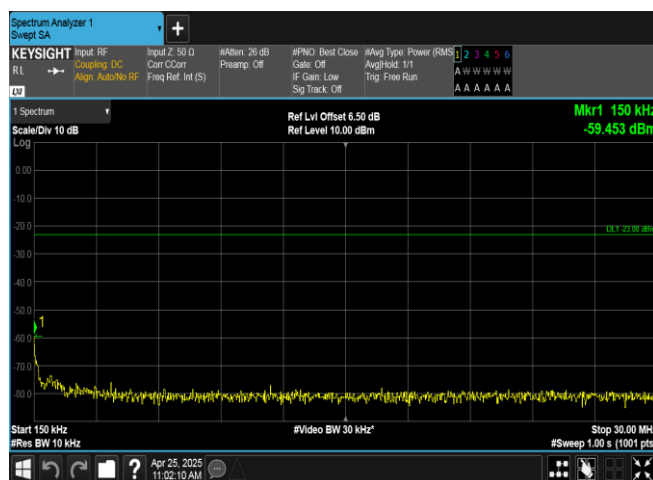 Spectrum Analyzer 1
Swept SA
+
KEYSIGHT Input: RF Input Z: 50 Ω #Atten: 26 dB #PNO: Best Close #Avg Type: Power (RMS 1 2 3 4 5 6
RL Coupling: DC Corr CCorr Preamp: Off Gate: Off Avg|Hold: 1/1 A W W W W W
Align: Auto/No RF Freq Ref: Int (S) IF Gain: Low Trig: Free Run
LXI Sig Track: Off A A A A A A
1 Spectrum Ref Lvl Offset 6.50 dB Mkr1 150 kHz
Scale/Div 10 dB Ref Level 10.00 dBm -59.453 dBm
Log
0.00
-10.0
-20.0
DL1 -23.00 dBm
-30.0
-40.0
-50.0
1
-60.0
-70.0
-80.0
Start 150 kHz #Video BW 30 kHz* Stop 30.00 MHz
#Res BW 10 kHz #Sweep 1.00 s (1001 pts
? Apr 25, 2025
11:02:10 AM